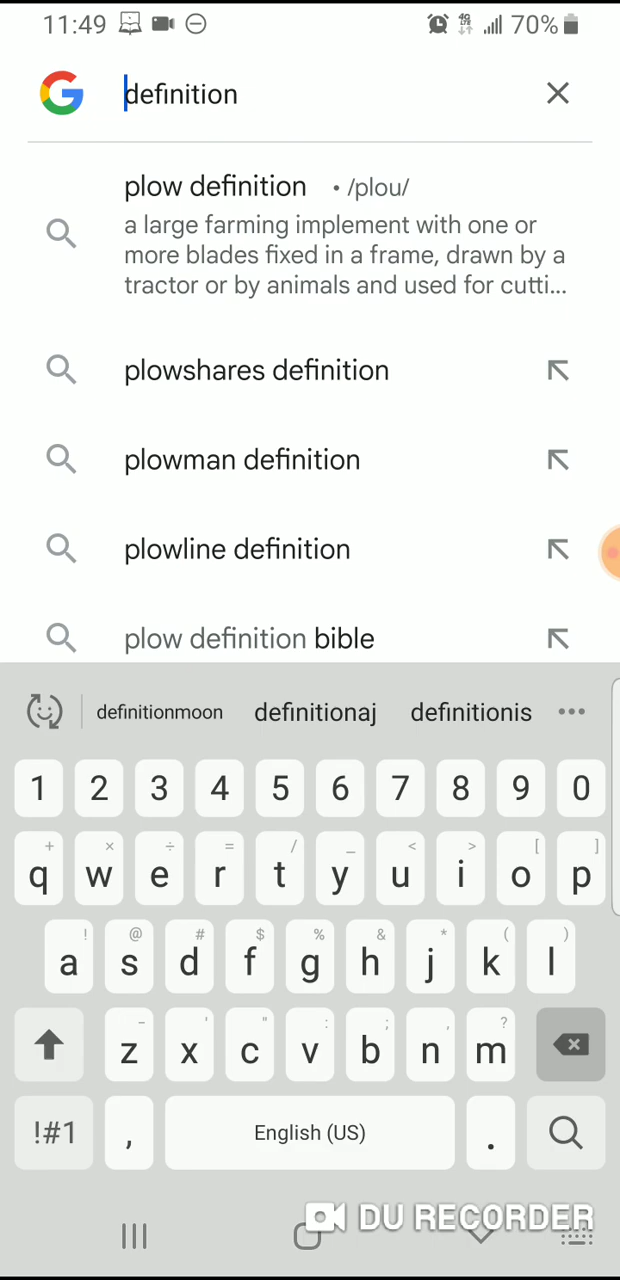 11:49 70%
definition
plow definition • /plou/
a large farming implement with one or
more blades fixed in a frame, drawn by a
tractor or by animals and used for cutti...
plowshares definition
plowman definition
plowline definition
plow definition bible
definitionmoon definitionaj definitionis •••
1 2 3 4 5 6 7 8 9 0
+ × ÷ = / _ < > [ ]
q w e r t y u i o p
! @ # $ % & * ( )
a s d f g h j k l
- ' " : ; , ?
z x c v b n m
!#1 , English (US) .
DU RECORDER